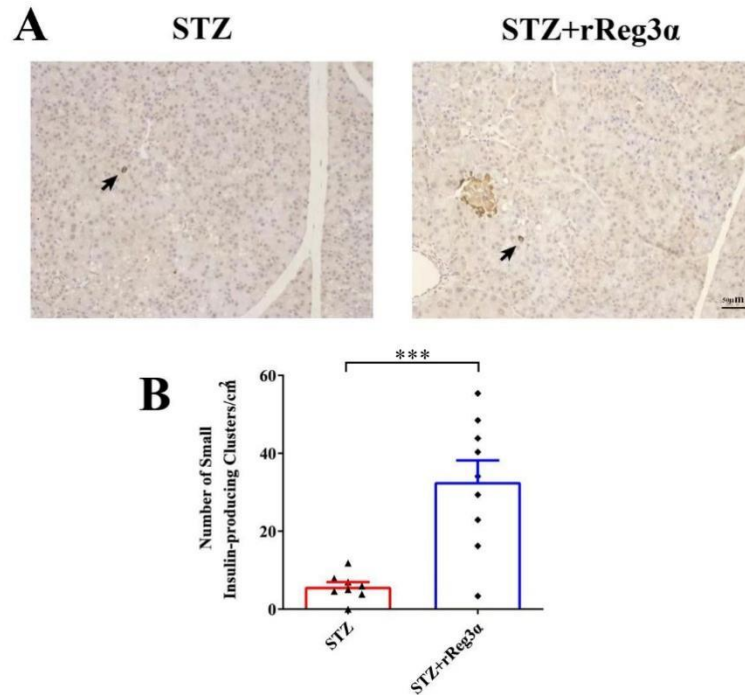 A
STZ
STZ+rReg3α
50μm
B
***
Number of Small
Insulin-producing Clusters/cm²
60
40
20
0
STZ
STZ+rReg3α